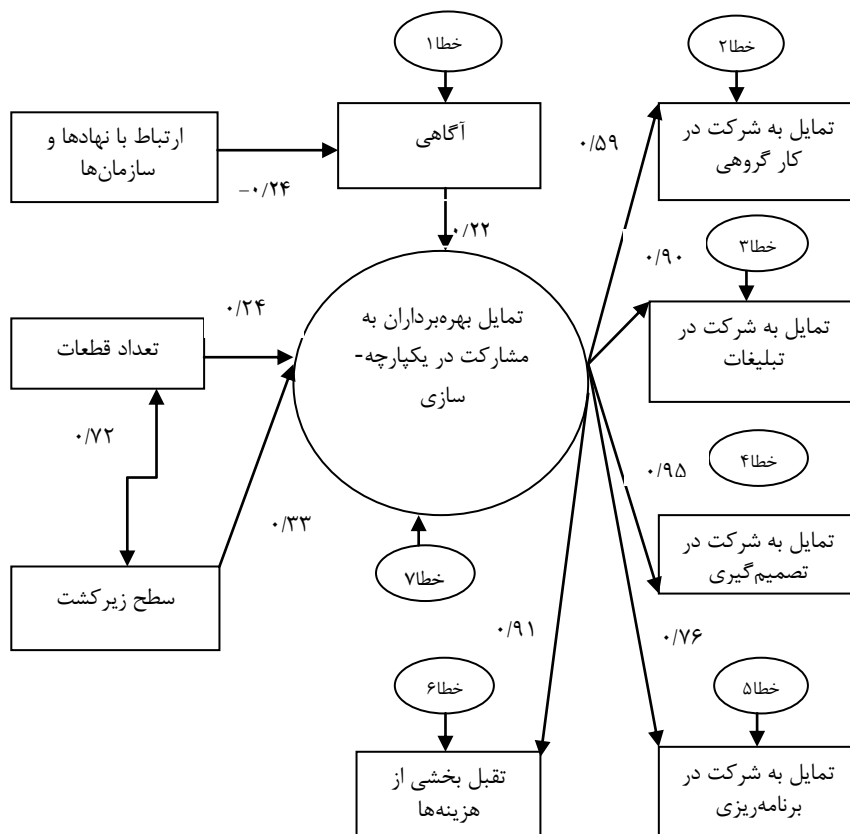 خطا۱
خطا۲
ارتباط با نهادها و
سازمان‌ها
آگاهی
تمایل به شرکت در
کار گروهی
۰/۵۹
−۰/۲۴
۰/۲۲
خطا۳
۰/۹۰
تعداد قطعات
۰/۲۴
تمایل بهره‌برداران به
مشارکت در یکپارچه-
سازی
تمایل به شرکت در
تبلیغات
۰/۷۲
خطا۴
۰/۹۵
۰/۳۳
سطح زیرکشت
تمایل به شرکت در
تصمیم‌گیری
خطا۷
۰/۹۱
۰/۷۶
خطا۶
خطا۵
تقبل بخشی از
هزینه‌ها
تمایل به شرکت در
برنامه‌ریزی